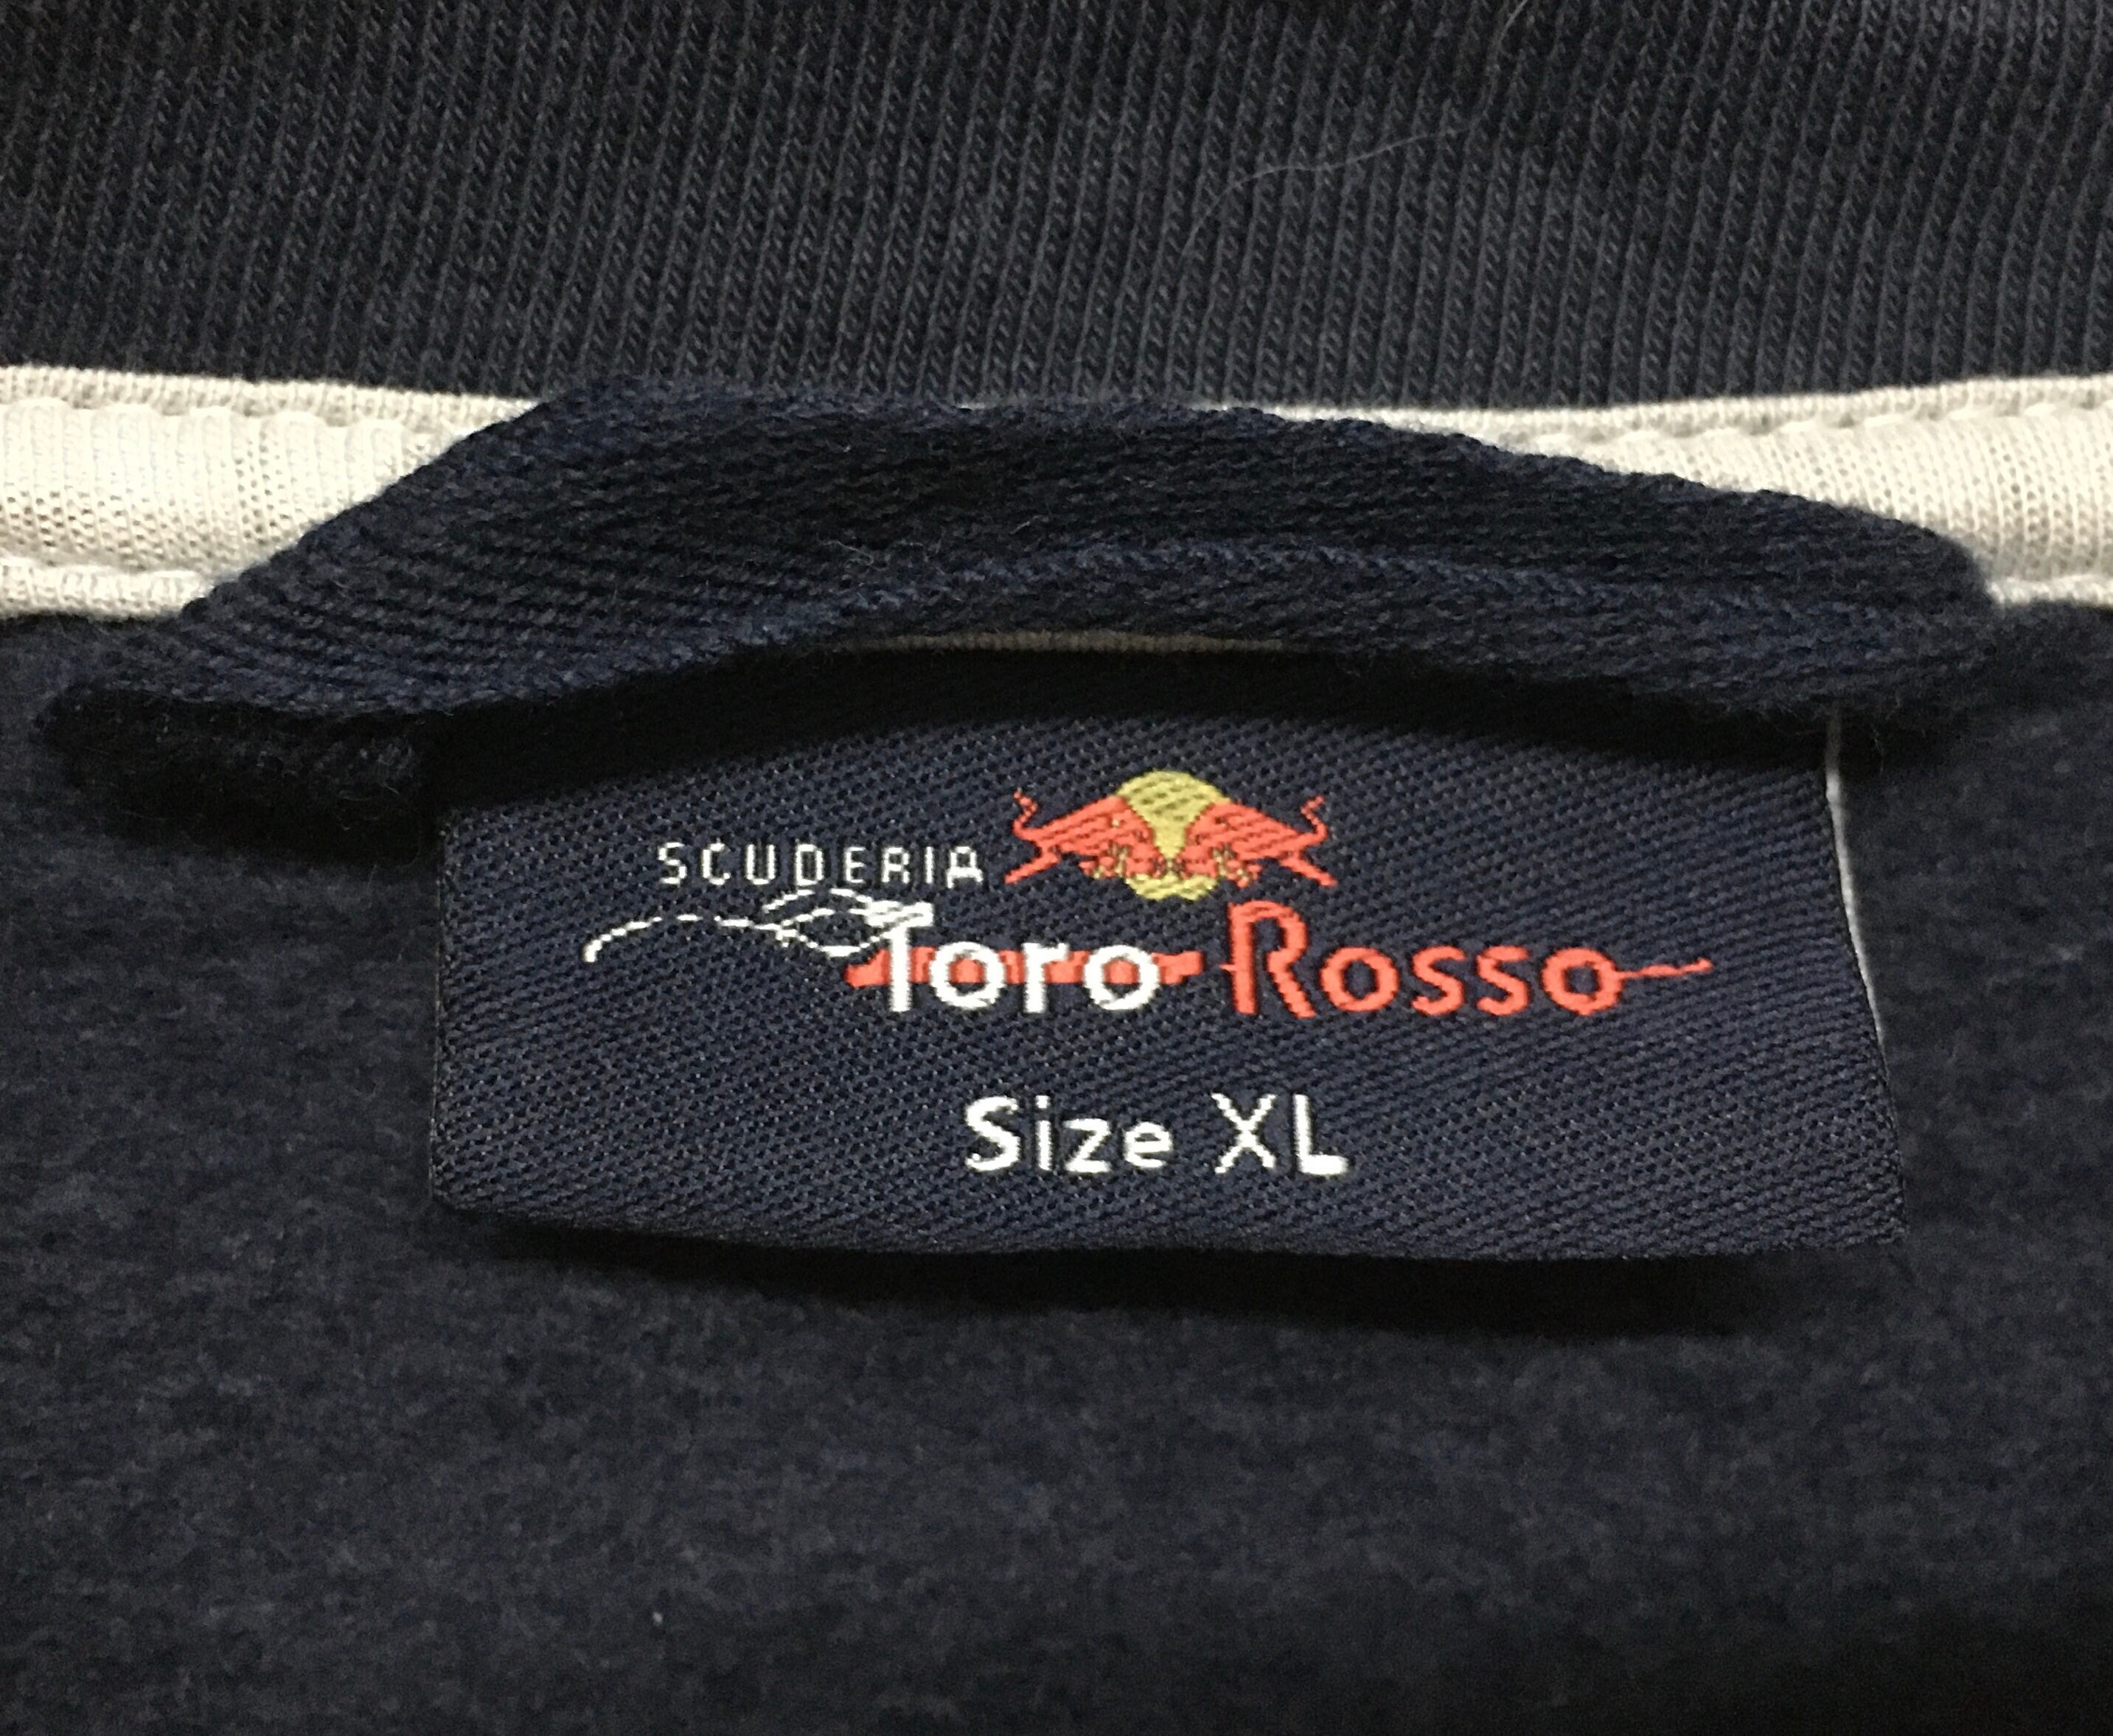 SCUDERIA
Toro Rosso
Size XL